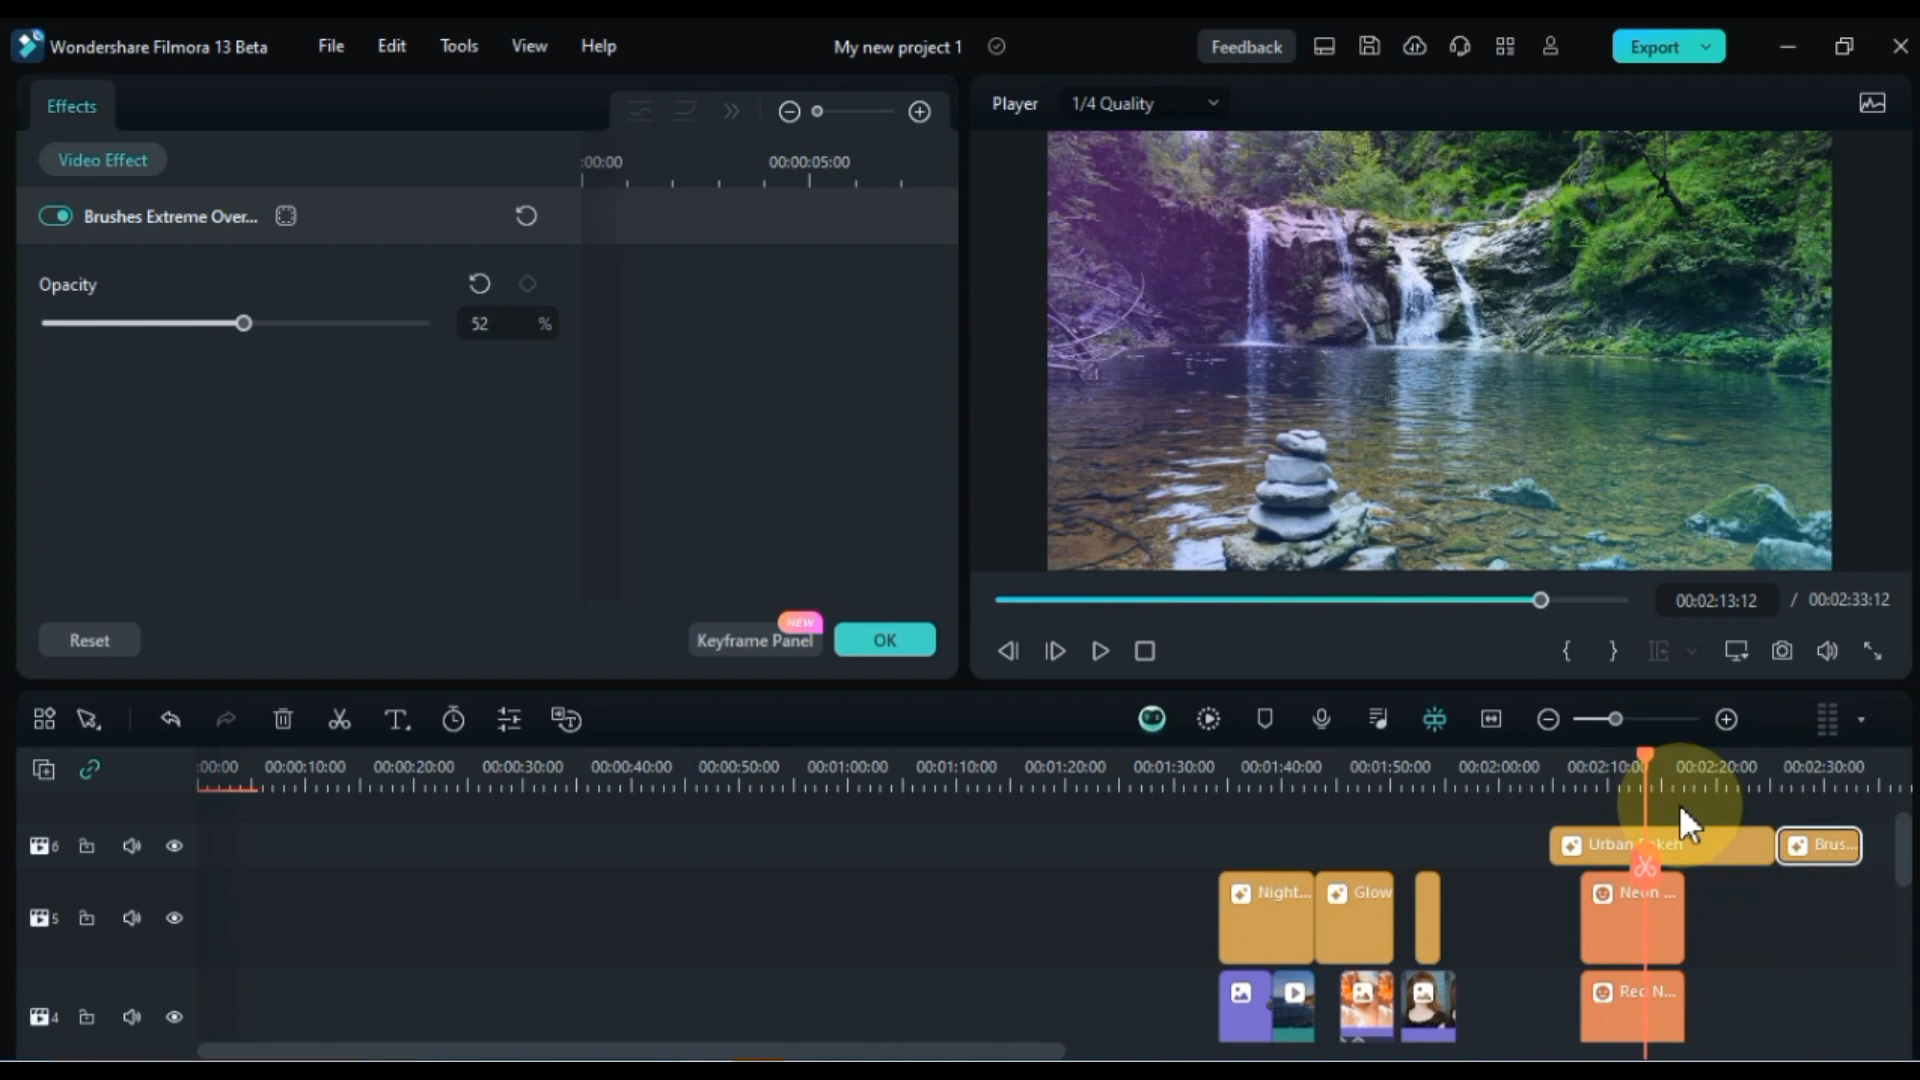 Wondershare Filmora 13 Beta File Edit Tools View Help My new project 1 Feedback Export
Effects
Video Effect
:00:00 00:00:05:00
Brushes Extreme Over...
Opacity
52 %
Reset NEW Keyframe Panel OK
Player 1/4 Quality
00:02:13:12 / 00:02:33:12
:00:00 00:00:10:00 00:00:20:00 00:00:30:00 00:00:40:00 00:00:50:00 00:01:00:00 00:01:10:00 00:01:20:00 00:01:30:00 00:01:40:00 00:01:50:00 00:02:00:00 00:02:10:00 00:02:20:00 00:02:30:00
6 Urban Bokeh Brus...
5 Night... Glow Neon ...
4 Red N...